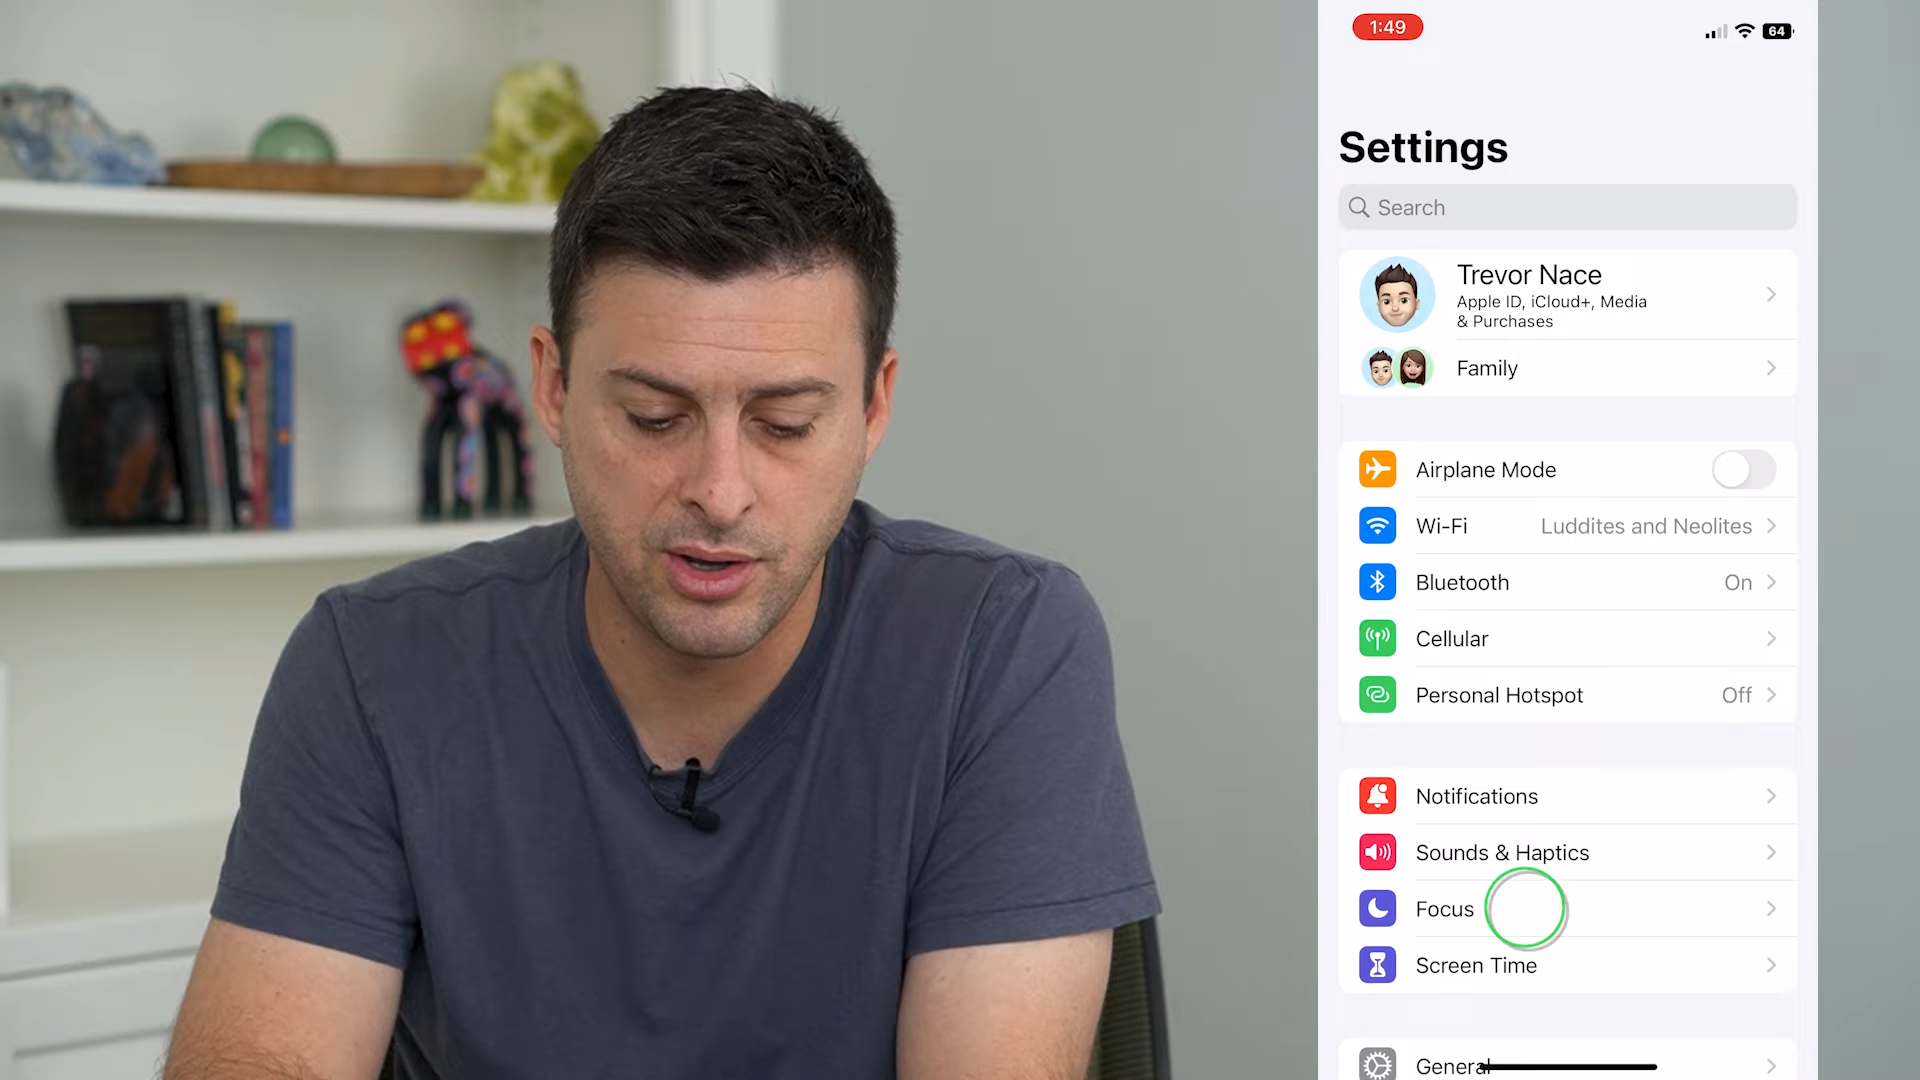 1:49
64
Settings
Search
Trevor Nace
Apple ID, iCloud+, Media
& Purchases
Family
Airplane Mode
Wi-Fi Luddites and Neolites
Bluetooth On
Cellular
Personal Hotspot Off
Notifications
Sounds & Haptics
Focus
Screen Time
General